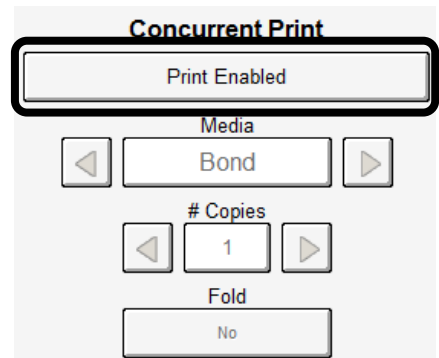 Concurrent Print
Print Enabled
Media
Bond
# Copies
1
Fold
No